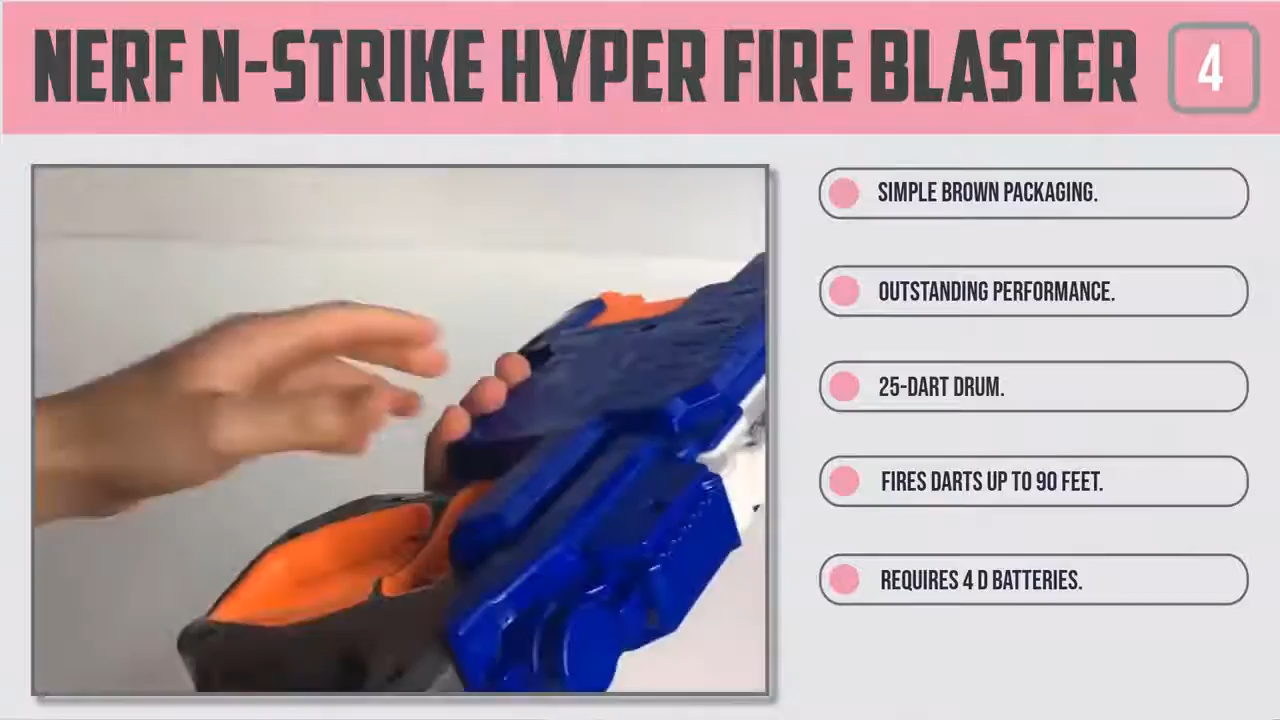 NERF N-STRIKE HYPER FIRE BLASTER
4
SIMPLE BROWN PACKAGING.
OUTSTANDING PERFORMANCE.
25-DART DRUM.
FIRES DARTS UP TO 90 FEET.
REQUIRES 4 D BATTERIES.